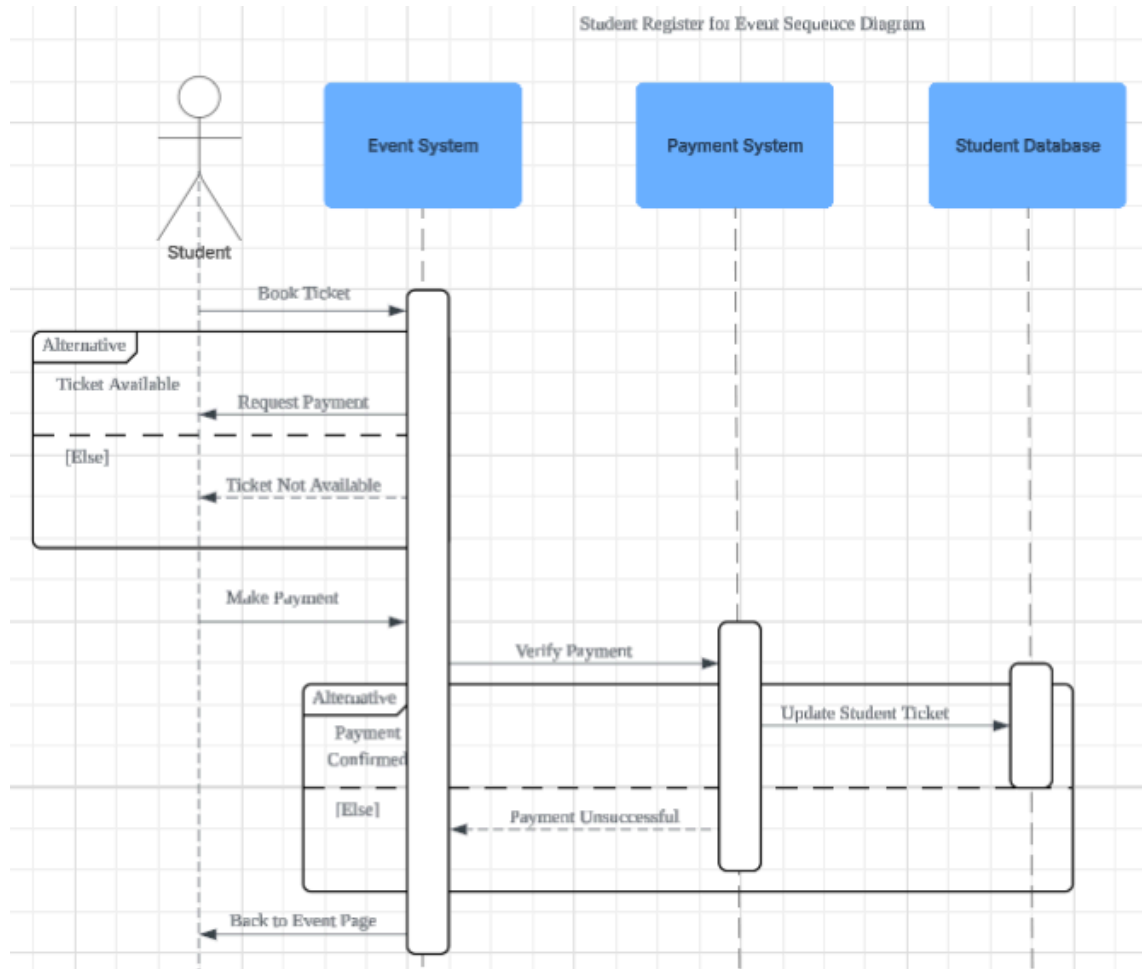 Student Register for Event Sequence Diagram
Event System
Payment System
Student Database
Student
Book Ticket
Alternative
Ticket Available
Request Payment
[Else]
Ticket Not Available
Make Payment
Verify Payment
Alternative
Update Student Ticket
Payment
Confirmed
[Else]
Payment Unsuccessful
Back to Event Page